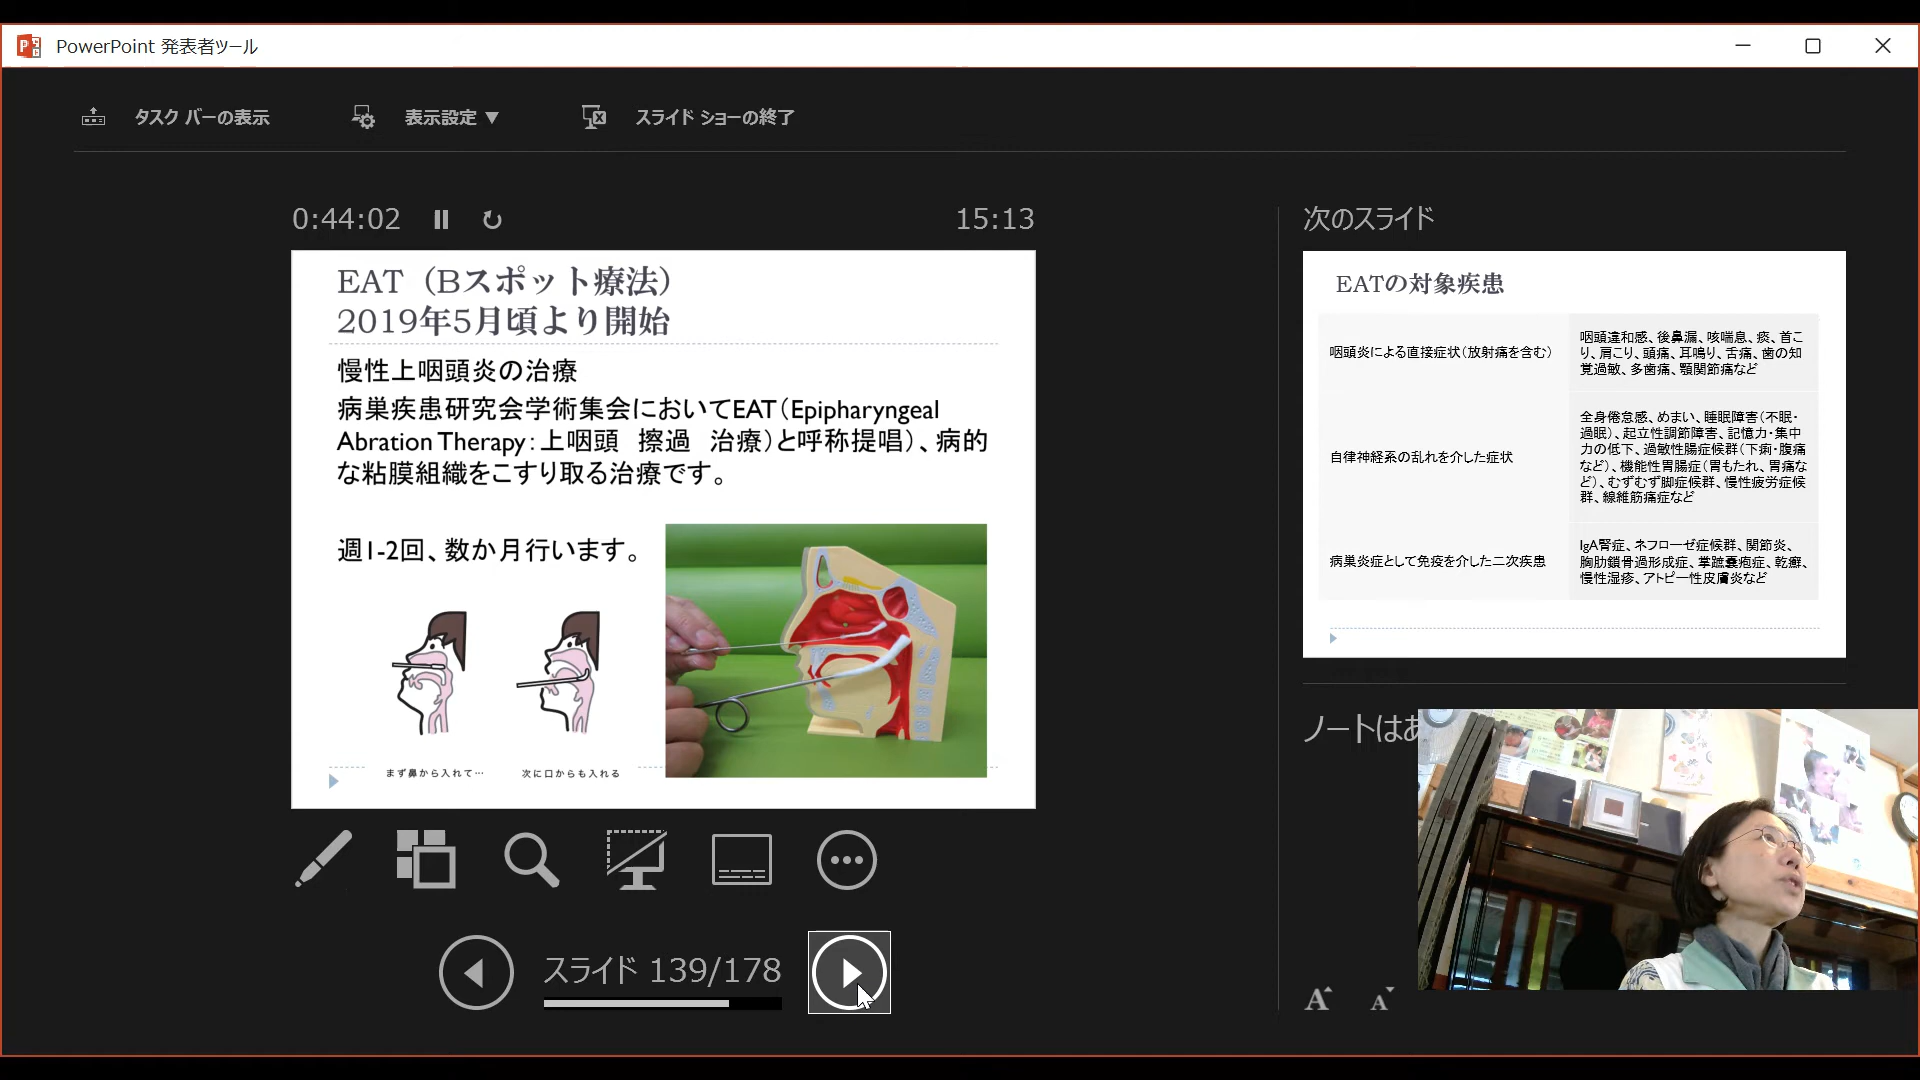 PowerPoint 発表者ツール
タスク バーの表示
表示設定 ▼
スライド ショーの終了
0:44:02
15:13
EAT（Bスポット療法）
2019年5月頃より開始
慢性上咽頭炎の治療
病巣疾患研究会学術集会においてEAT（Epipharyngeal
Abration Therapy：上咽頭　擦過　治療）と呼称提唱）、病的
な粘膜組織をこすり取る治療です。
週1-2回、数か月行います。
まず鼻から入れて…
次に口からも入れる
スライド 139/178
次のスライド
EATの対象疾患
咽頭炎による直接症状（放射痛を含む）
咽頭違和感、後鼻漏、咳喘息、痰、首こ
り、肩こり、頭痛、耳鳴り、舌痛、歯の知
覚過敏、多歯痛、顎関節痛など
自律神経系の乱れを介した症状
全身倦怠感、めまい、睡眠障害（不眠・
過眠）、起立性調節障害、記憶力・集中
力の低下、過敏性腸症候群（下痢・腹痛
など）、機能性胃腸症（胃もたれ、胃痛な
ど）、むずむず脚症候群、慢性疲労症候
群、線維筋痛症など
病巣炎症として免疫を介した二次疾患
IgA腎症、ネフローゼ症候群、関節炎、
胸肋鎖骨過形成症、掌蹠嚢疱症、乾癬、
慢性湿疹、アトピー性皮膚炎など
ノートはあ
A A